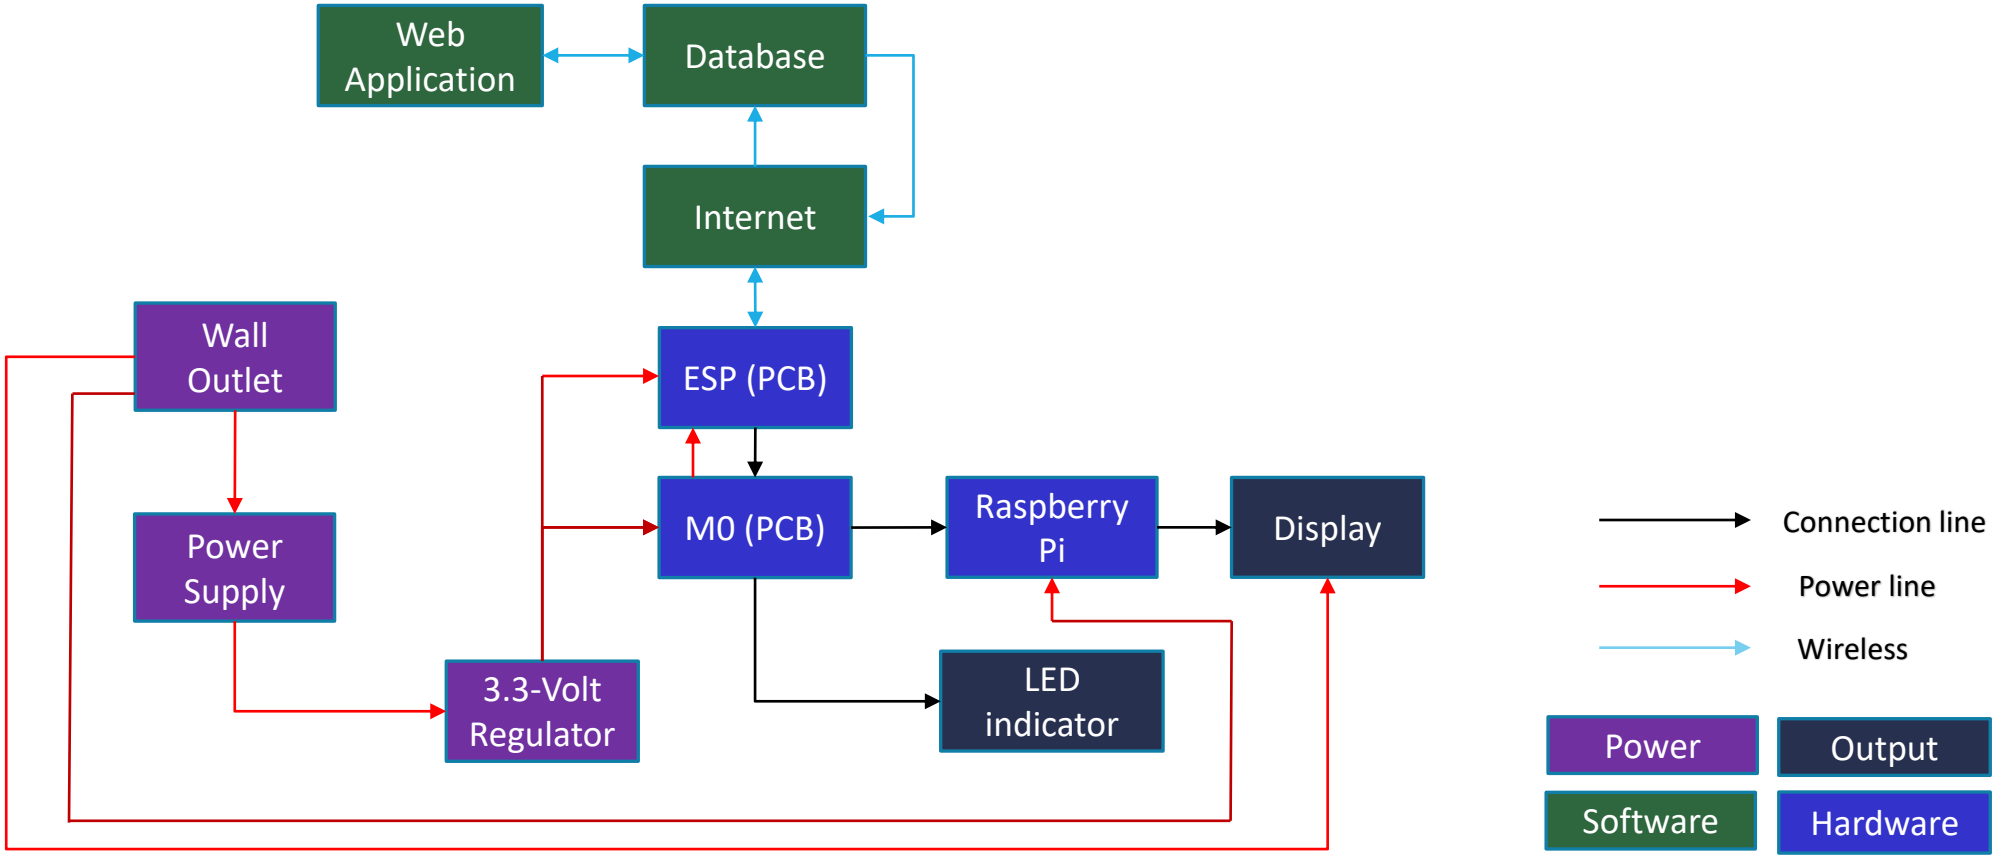 Web
Application
Database
Internet
Wall
Outlet
ESP (PCB)
Power
Supply
M0 (PCB)
Raspberry
Pi
Display
3.3-Volt
Regulator
LED
indicator
Connection line
Power line
Wireless
Power
Output
Software
Hardware